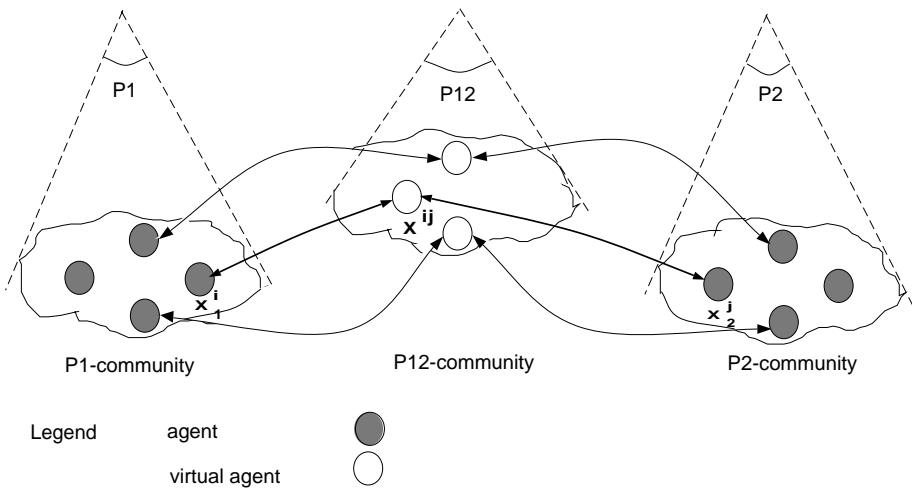 P1
P12
P2
x i 1
x ij
x j 2
P1-community
P12-community
P2-community
Legend
agent
virtual agent